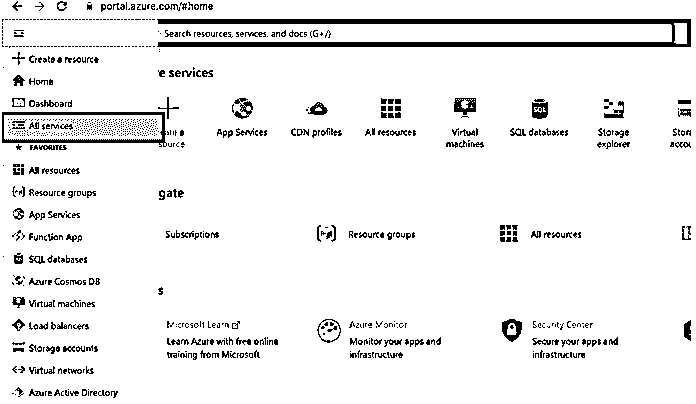 portal.azure.com/#home
Search resources, services, and docs (G+/)
Create a resource
Home
Dashboard
All services
FAVORITES
All resources
Resource groups
App Services
Function App
SQL databases
Azure Cosmos DB
Virtual machines
Load balancers
Storage accounts
Virtual networks
Azure Active Directory
e services
App Services
CDN profiles
All resources
Virtual
machines
SQL databases
Storage
explorer
Stor
accou
source
gate
Subscriptions
Resource groups
All resources
s
Microsoft Learn
Learn Azure with free online
training from Microsoft
Azure Monitor
Monitor your apps and
infrastructure
Security Center
Secure your apps and
infrastructure